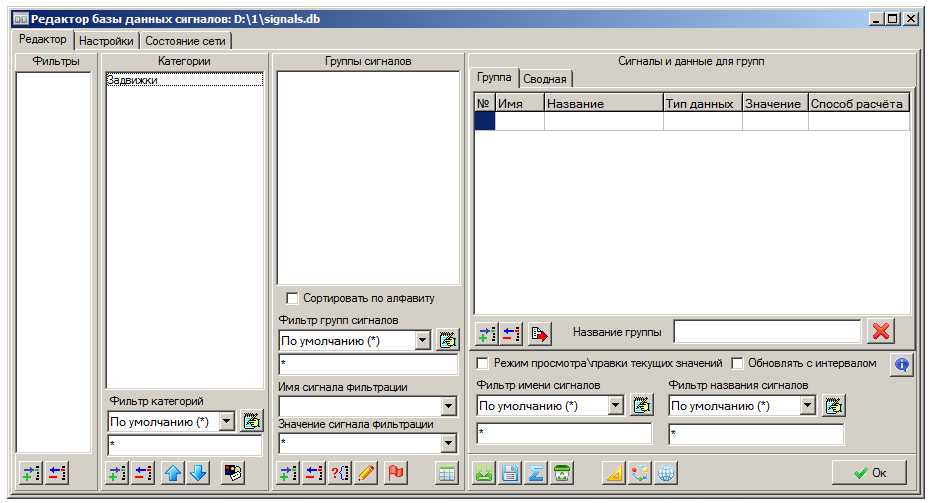 Редактор базы данных сигналов: D:\1\signals.db
Редактор Настройки Состояние сети
Фильтры
Категории
Задвижки
Фильтр категорий
По умолчанию (*)
*
Группы сигналов
Сортировать по алфавиту
Фильтр групп сигналов
По умолчанию (*)
*
Имя сигнала фильтрации
Значение сигнала фильтрации
*
Сигналы и данные для групп
Группа Сводная
№ Имя Название Тип данных Значение Способ расчёта
Название группы
Режим просмотра\правки текущих значений Обновлять с интервалом
Фильтр имени сигналов Фильтр названия сигналов
По умолчанию (*) По умолчанию (*)
* *
Ок